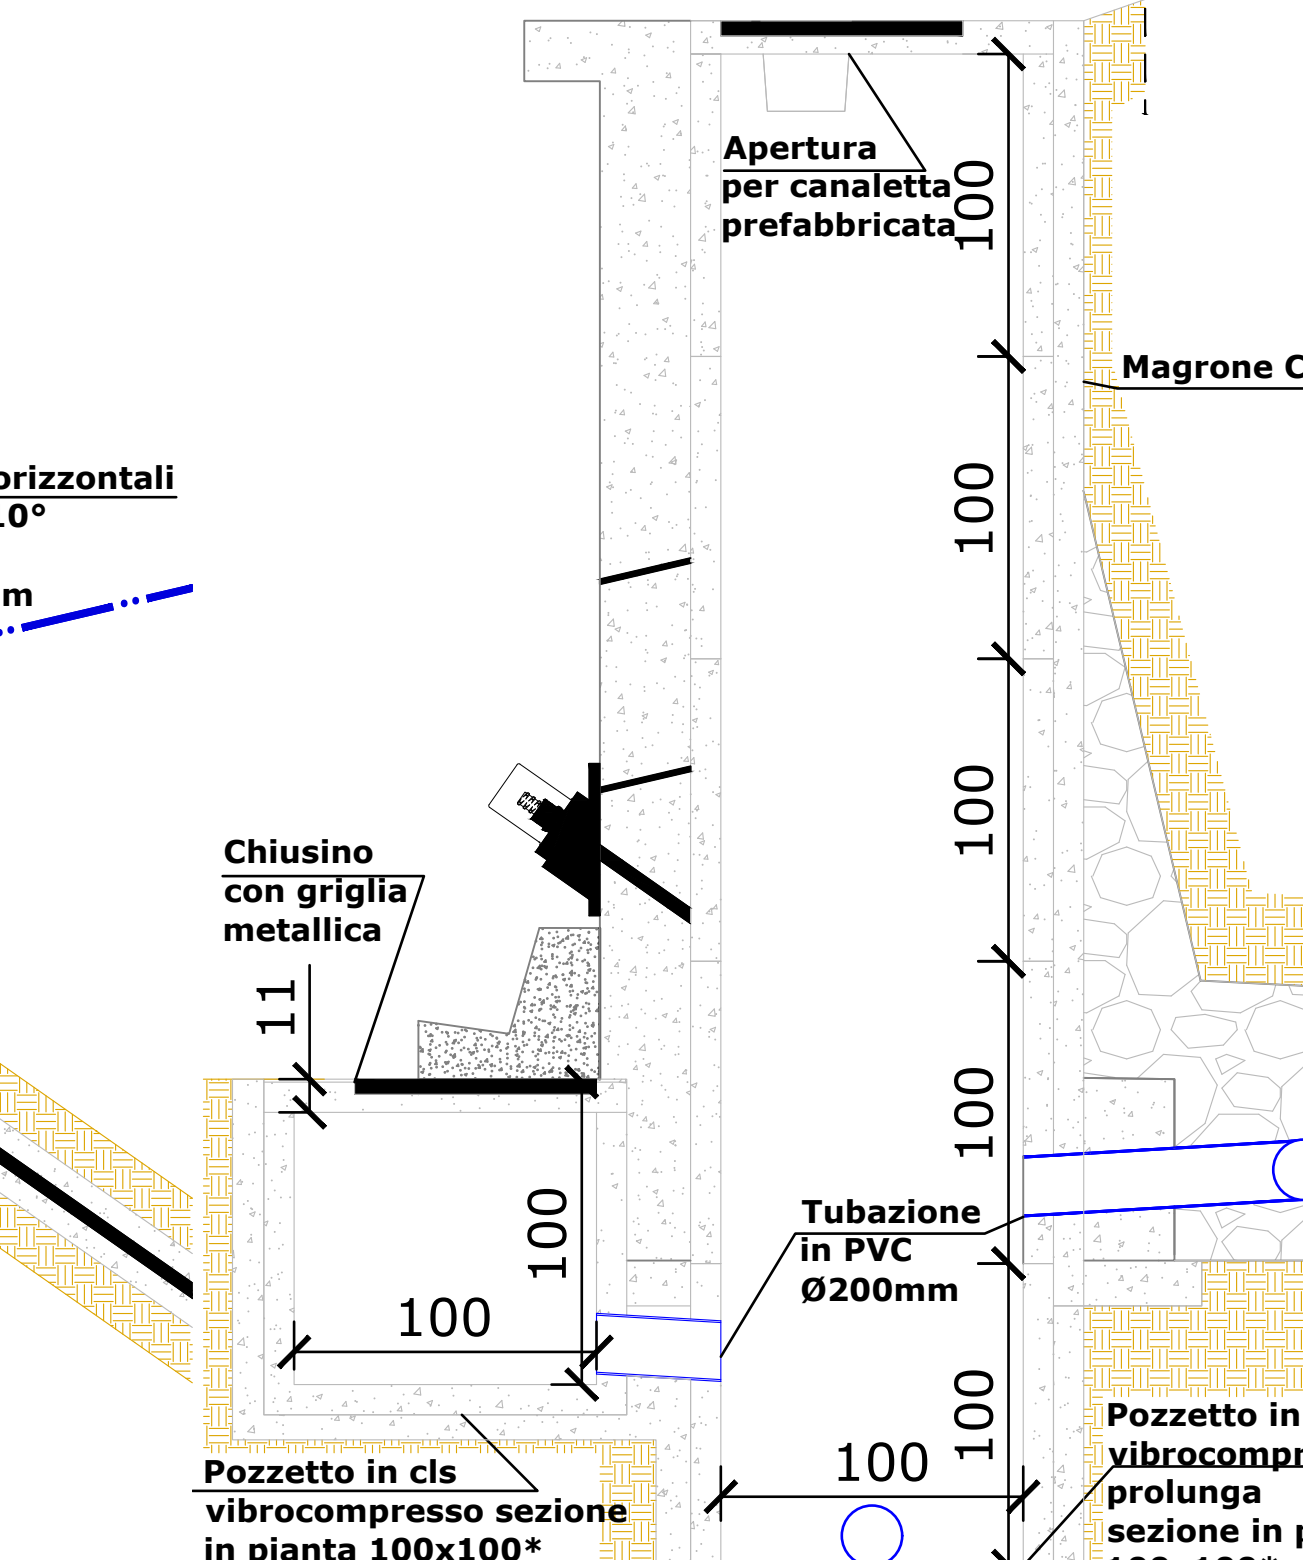 Apertura
per canaletta
prefabbricata
100
Magrone
orizzontali
10°
100
m
100
Chiusino
con griglia
metallica
11
100
100
Tubazione
in PVC
Ø200mm
100
100
100
Pozzetto in cls
vibrocompresso sezione
in pianta 100x100*
Pozzetto in
vibrocompr
prolunga
sezione in p